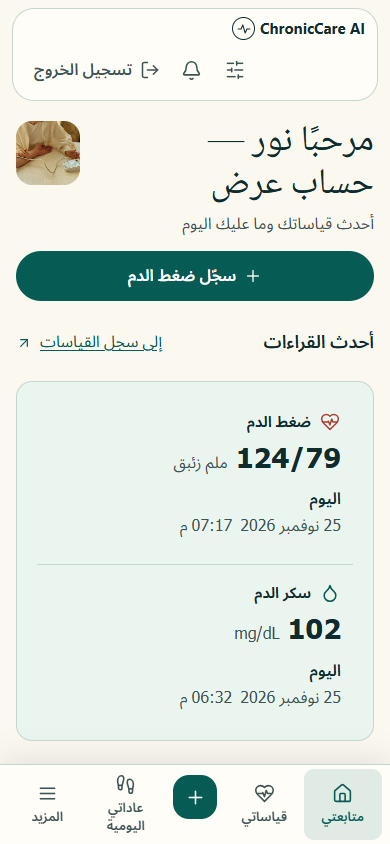 ChronicCare AI
تسجيل الخروج
مرحبًا نور —
حساب عرض
أحدث قياساتك وما عليك اليوم
سجّل ضغط الدم
أحدث القراءات
إلى سجل القياسات
ضغط الدم
124/79 ملم زئبق
اليوم
25 نوفمبر 2026 07:17 م
سكر الدم
102 mg/dL
اليوم
25 نوفمبر 2026 06:32 م
متابعتي
قياساتي
عاداتي
اليومية
المزيد